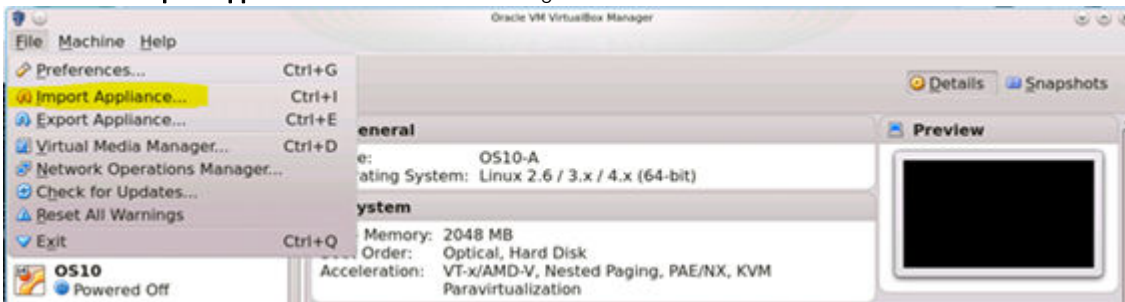 Oracle VM VirtualBox Manager
File Machine Help
Preferences... Ctrl+G
Import Appliance... Ctrl+I
Export Appliance... Ctrl+E
Virtual Media Manager... Ctrl+D
Network Operations Manager...
Check for Updates...
Reset All Warnings
Exit Ctrl+Q
OS10
Powered Off
eneral
e: OS10-A
rating System: Linux 2.6 / 3.x / 4.x (64-bit)
ystem
Memory: 2048 MB
Order: Optical, Hard Disk
Acceleration: VT-x/AMD-V, Nested Paging, PAE/NX, KVM
Paravirtualization
Details Snapshots
Preview